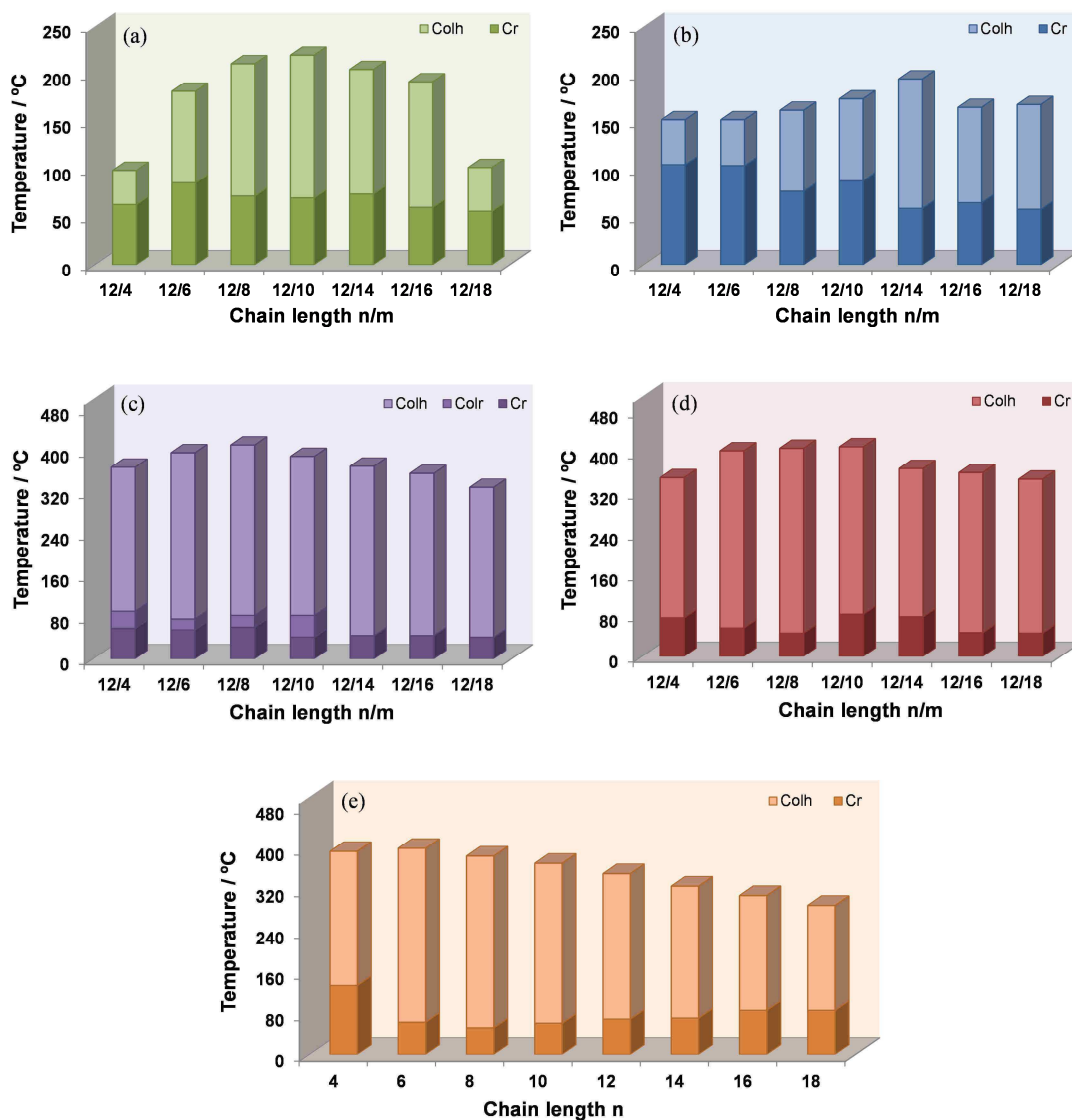 (a)
Colh Cr
Temperature / ºC
250
200
150
100
50
0
12/4 12/6 12/8 12/10 12/14 12/16 12/18
Chain length n/m
(b)
Colh Cr
Temperature / ºC
250
200
150
100
50
0
12/4 12/6 12/8 12/10 12/14 12/16 12/18
Chain length n/m
(c)
Colh Colr Cr
Temperature / ºC
480
400
320
240
160
80
0
12/4 12/6 12/8 12/10 12/14 12/16 12/18
Chain length n/m
(d)
Colh Cr
Temperature / ºC
480
400
320
240
160
80
0
12/4 12/6 12/8 12/10 12/14 12/16 12/18
Chain length n/m
(e)
Colh Cr
Temperature / ºC
480
400
320
240
160
80
0
4 6 8 10 12 14 16 18
Chain length n